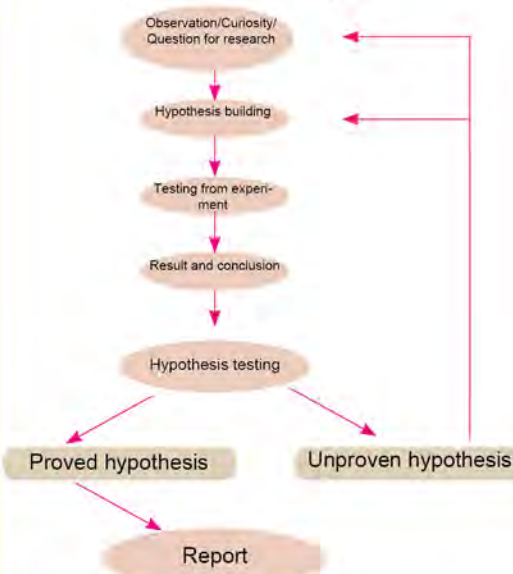 Observation/Curiosity/
Question for research
Hypothesis building
Testing from experi-
ment
Result and conclusion
Hypothesis testing
Proved hypothesis
Unproven hypothesis
Report